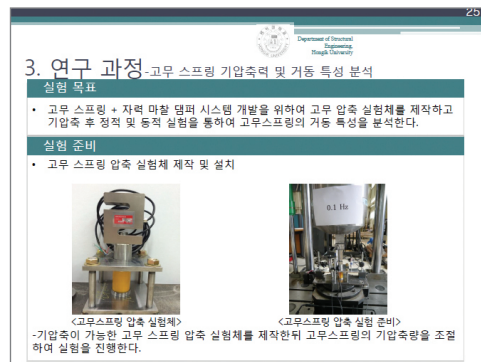 25
Department of Structural
Engineering,
Hongik University
3. 연구 과정-고무 스프링 기압축력 및 거동 특성 분석
실험 목표
• 고무 스프링 + 자력 마찰 댐퍼 시스템 개발을 위하여 고무 압축 실험체를 제작하고
기압축 후 정적 및 동적 실험을 통하여 고무스프링의 거동 특성을 분석한다.
실험 준비
• 고무 스프링 압축 실험체 제작 및 설치
0.1 Hz
<고무스프링 압축 실험체>
<고무스프링 압축 실험 준비>
-기압축이 가능한 고무 스프링 압축 실험체를 제작한뒤 고무스프링의 기압축량을 조절
하여 실험을 진행한다.